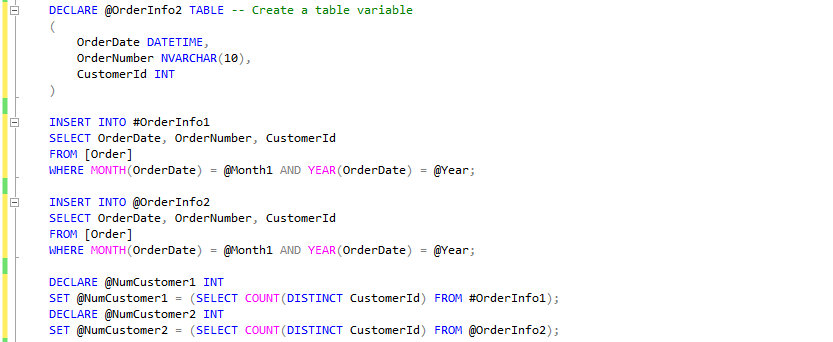 DECLARE @OrderInfo2 TABLE -- Create a table variable
(
    OrderDate DATETIME,
    OrderNumber NVARCHAR(10),
    CustomerId INT
)
INSERT INTO #OrderInfo1
SELECT OrderDate, OrderNumber, CustomerId
FROM [Order]
WHERE MONTH(OrderDate) = @Month1 AND YEAR(OrderDate) = @Year;
INSERT INTO @OrderInfo2
SELECT OrderDate, OrderNumber, CustomerId
FROM [Order]
WHERE MONTH(OrderDate) = @Month1 AND YEAR(OrderDate) = @Year;
DECLARE @NumCustomer1 INT
SET @NumCustomer1 = (SELECT COUNT(DISTINCT CustomerId) FROM #OrderInfo1);
DECLARE @NumCustomer2 INT
SET @NumCustomer2 = (SELECT COUNT(DISTINCT CustomerId) FROM @OrderInfo2);